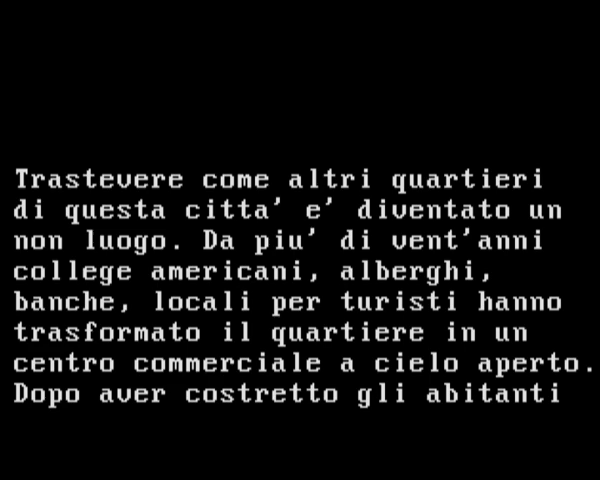 Trastevere come altri quartieri
di questa citta' e' diventato un
non luogo. Da piu' di vent'anni
college americani, alberghi,
banche, locali per turisti hanno
trasformato il quartiere in un
centro commerciale a cielo aperto.
Dopo aver costretto gli abitanti